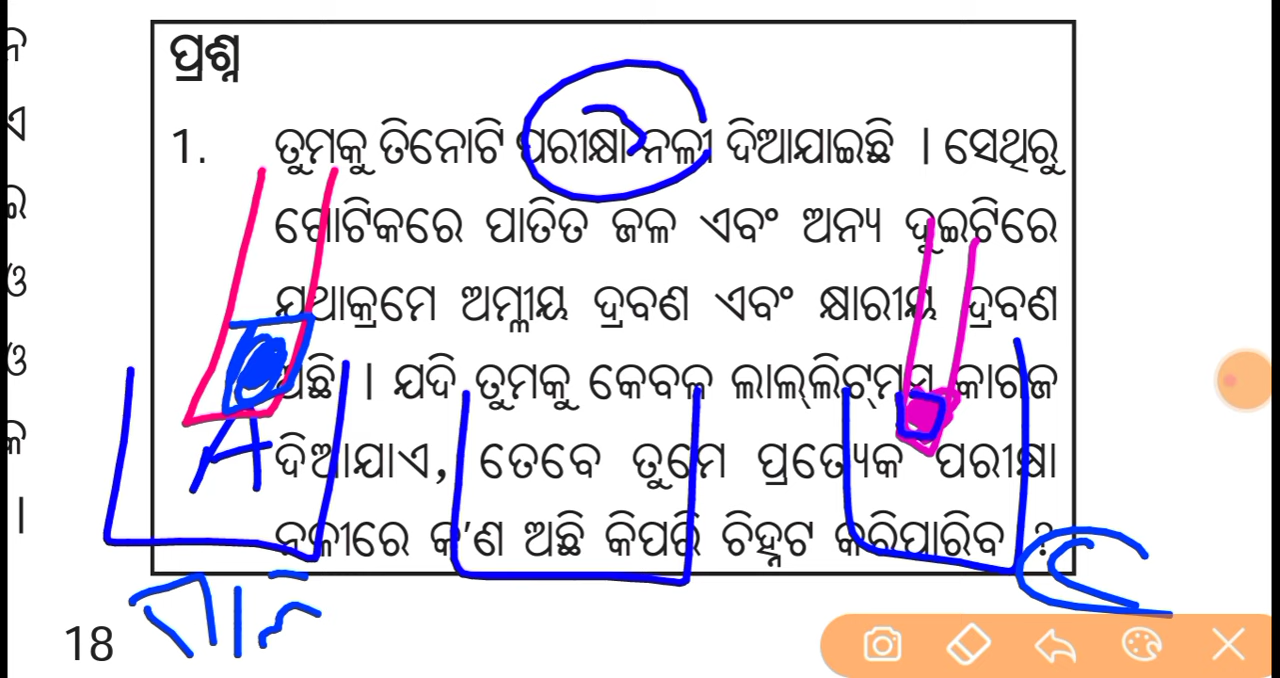 ପ୍ରଶ୍ନ
1. ତୁମକୁ ତିନୋଟି ପରୀକ୍ଷା ନଳୀ ଦିଆଯାଇଛି । ସେଥିରୁ
ଗୋଟିକରେ ପାତିତ ଜଳ ଏବଂ ଅନ୍ୟ ଦୁଇଟିରେ
ଯଥାକ୍ରମେ ଅମ୍ଳୀୟ ଦ୍ରବଣ ଏବଂ କ୍ଷାରୀୟ ଦ୍ରବଣ
ଅଛି । ଯଦି ତୁମକୁ କେବଳ ଲାଲ୍‌ଲିଟ୍‌ମସ୍ କାଗଜ
ଦିଆଯାଏ, ତେବେ ତୁମେ ପ୍ରତ୍ୟେକ ପରୀକ୍ଷା
ନଳୀରେ କ'ଣ ଅଛି କିପରି ଚିହ୍ନଟ କରିପାରିବ ?
A
18